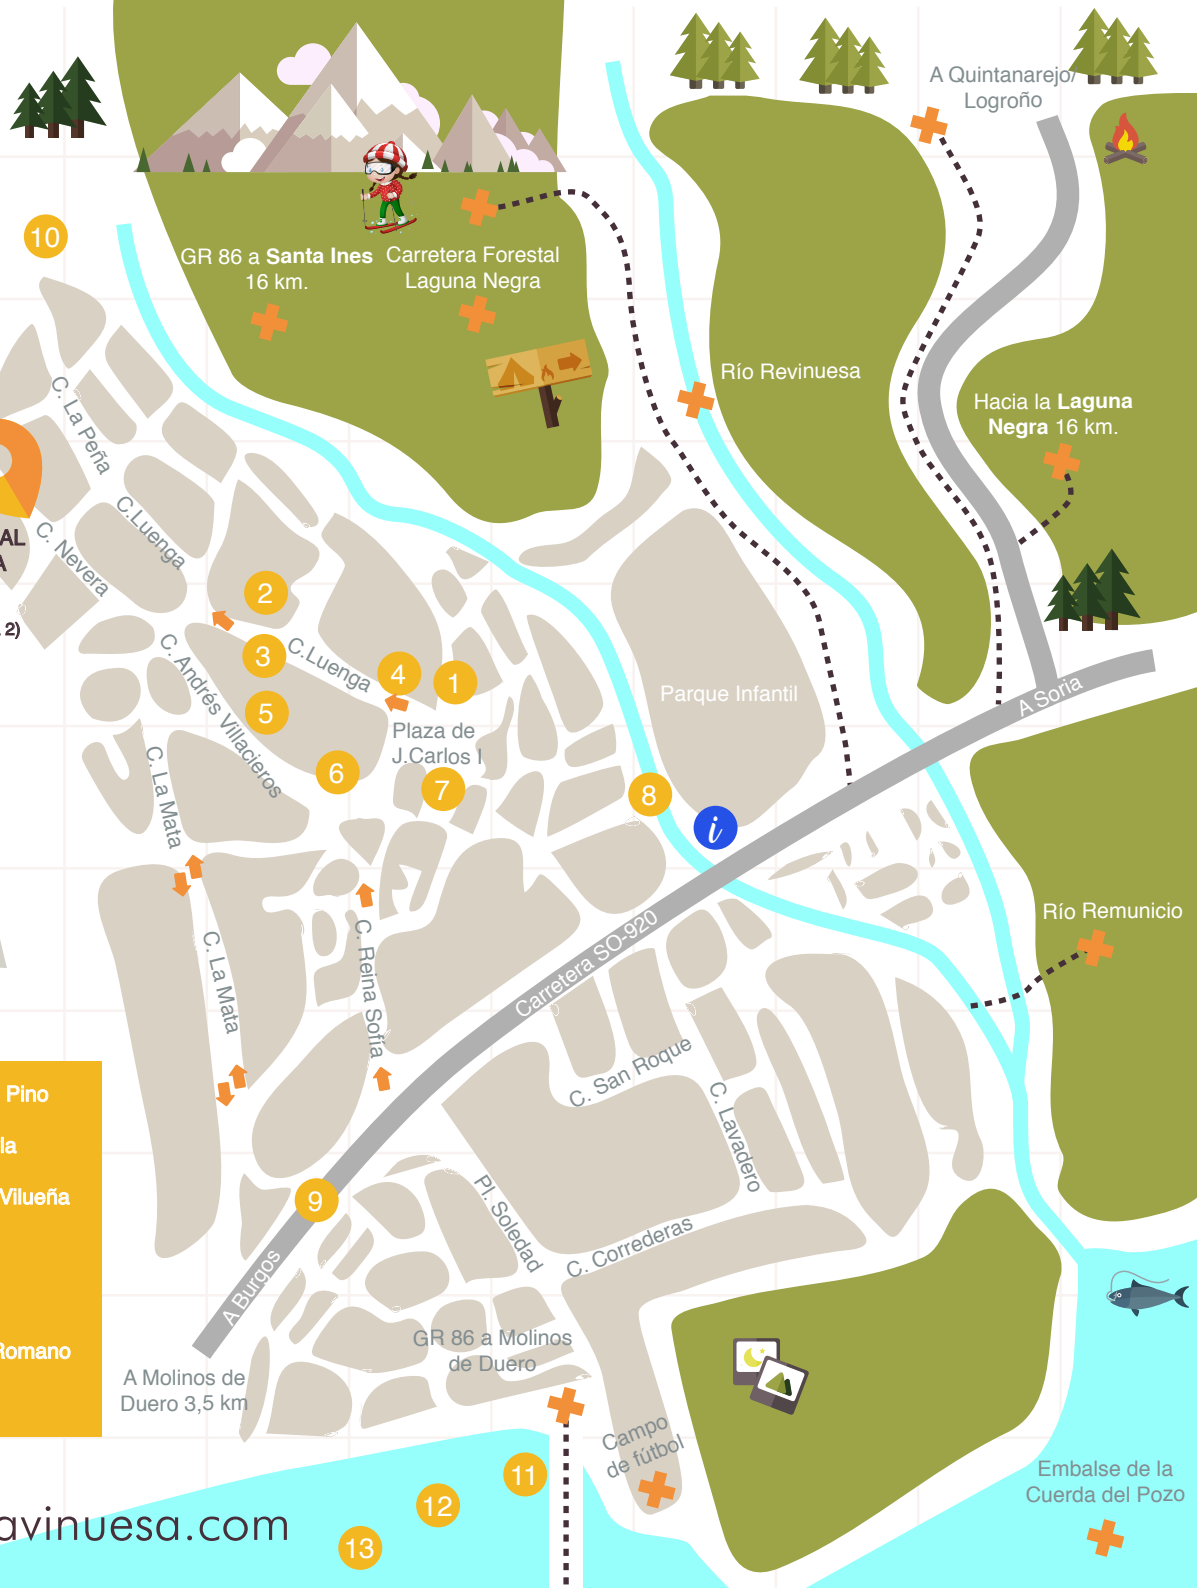 A Quintanarejo/
Logroño
10
GR 86 a Santa Ines
16 km.
Carretera Forestal
Laguna Negra
Río Revinuesa
Hacia la Laguna
Negra 16 km.
C. La Peña
C.Luenga
C. Nevera
AL
A
2)
2
3
C.Luenga
4
1
C. Andrés Villacieros
5
Plaza de
J.Carlos I
6
7
8
i
Parque Infantil
A Soria
C. La Mata
C. La Mata
C. Reina Sofía
Carretera SO-920
Río Remunicio
C. San Roque
C. Lavadero
Pino
la
Vilueña
Romano
Pl. Soledad
C. Correderas
9
A Burgos
GR 86 a Molinos
de Duero
A Molinos de
Duero 3,5 km
Campo
de fútbol
Embalse de la
Cuerda del Pozo
11
12
13
avinuesa.com